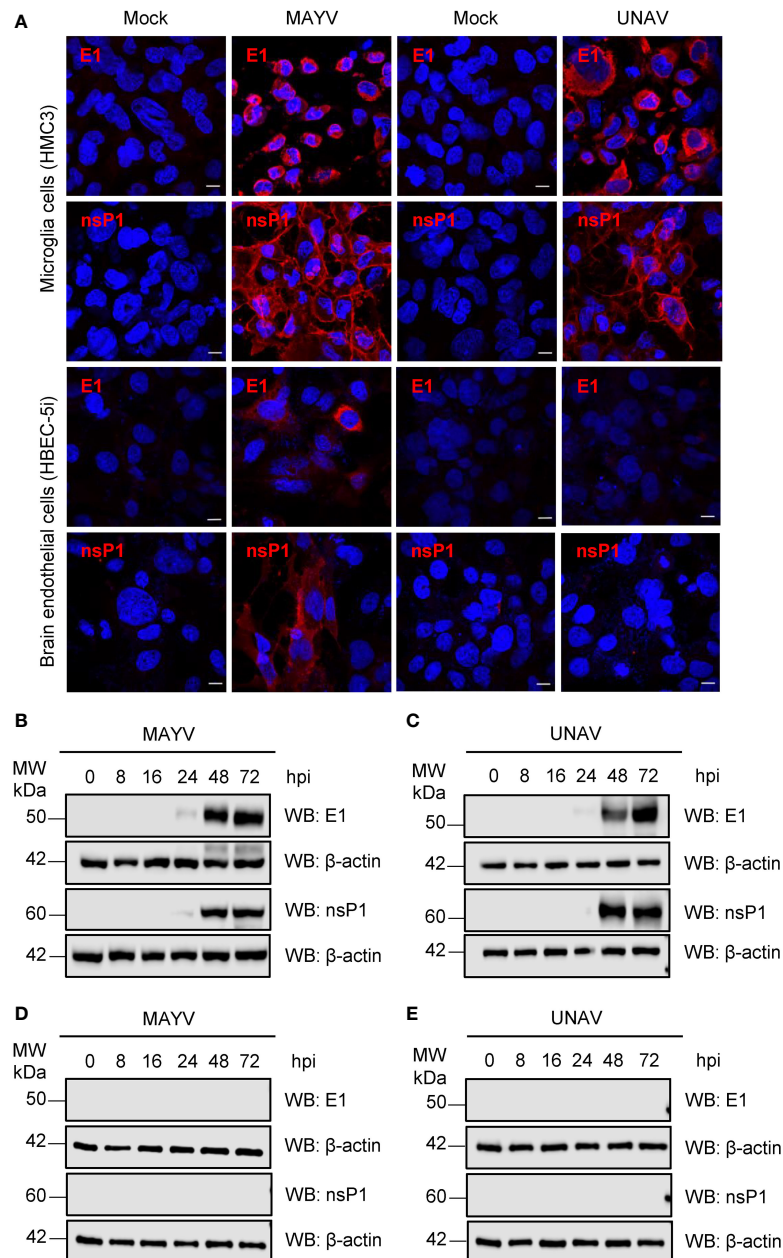 A
Mock MAYV Mock UNAV
Microglia cells (HMC3)
E1 E1 E1 E1
nsP1 nsP1 nsP1 nsP1
Brain endothelial cells (HBEC-5i)
E1 E1 E1 E1
nsP1 nsP1 nsP1 nsP1
B
MAYV
MW
kDa
0 8 16 24 48 72 hpi
50 WB: E1
42 WB: β-actin
60 WB: nsP1
42 WB: β-actin
C
UNAV
MW
kDa
0 8 16 24 48 72 hpi
50 WB: E1
42 WB: β-actin
60 WB: nsP1
42 WB: β-actin
D
MAYV
MW
kDa
0 8 16 24 48 72 hpi
50 WB: E1
42 WB: β-actin
60 WB: nsP1
42 WB: β-actin
E
UNAV
MW
kDa
0 8 16 24 48 72 hpi
50 WB: E1
42 WB: β-actin
60 WB: nsP1
42 WB: β-actin